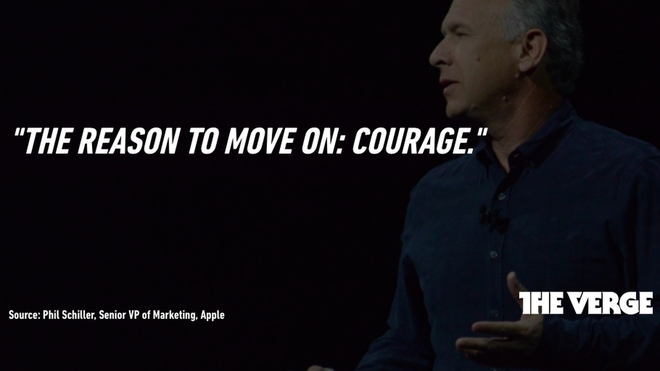 "THE REASON TO MOVE ON: COURAGE."
THE VERGE
Source: Phil Schiller, Senior VP of Marketing, Apple